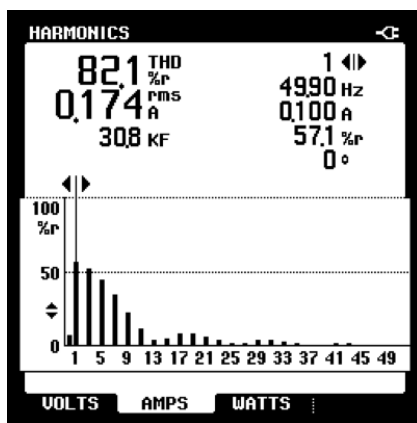 HARMONICS
82.1 THD %r
0.174 rms A
30.8 KF
1
49.90 Hz
0.100 A
57.1 %r
0 °
100
%r
50
0
1 5 9 13 17 21 25 29 33 37 41 45 49
VOLTS AMPS WATTS